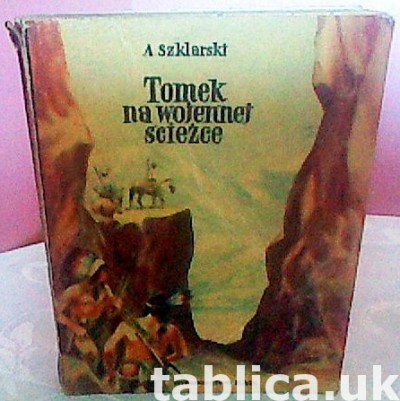 A Szklarski
Tomek
na wojennej
ścieżce
tablica.uk